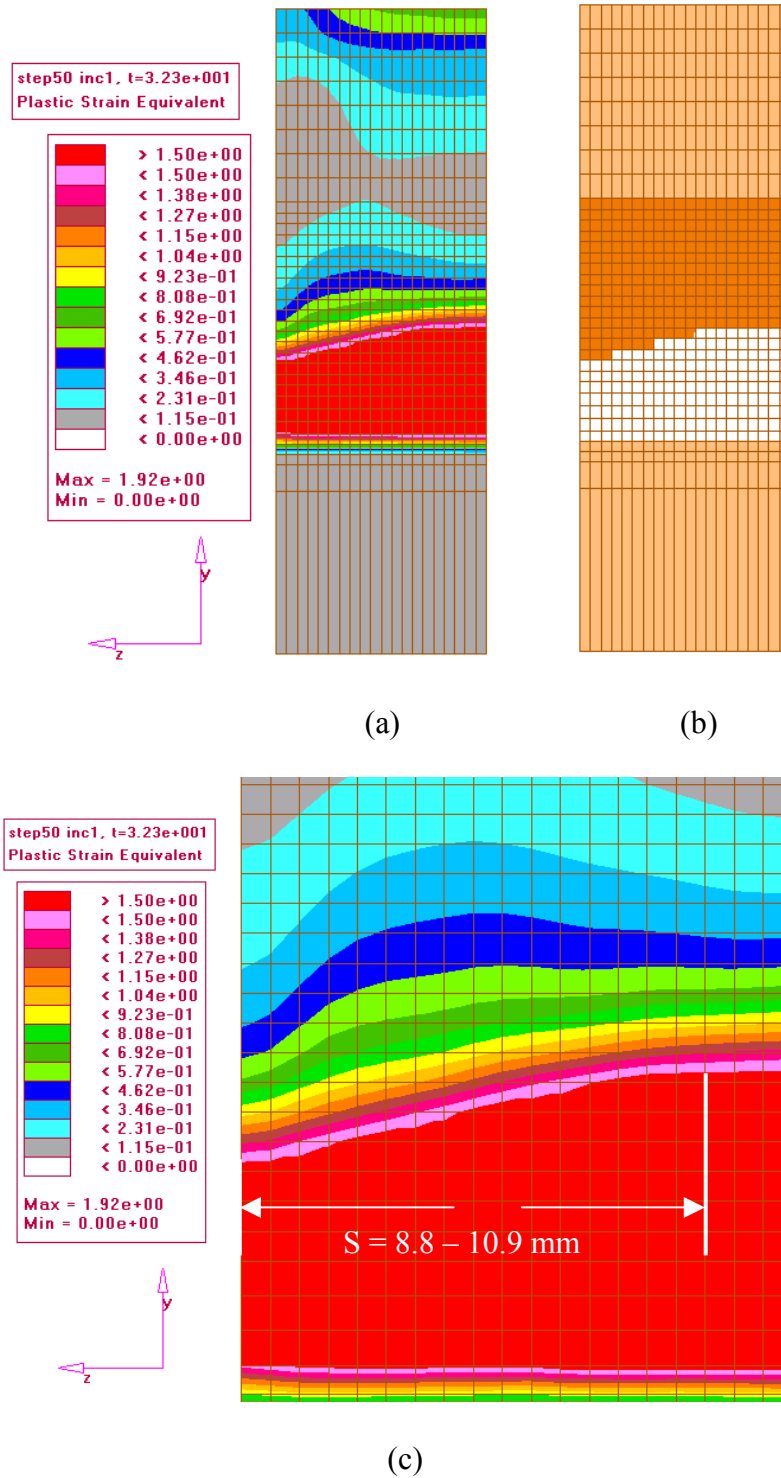 step50 inc1, t=3.23e+001
Plastic Strain Equivalent
> 1.50e+00
< 1.50e+00
< 1.38e+00
< 1.27e+00
< 1.15e+00
< 1.04e+00
< 9.23e-01
< 8.08e-01
< 6.92e-01
< 5.77e-01
< 4.62e-01
< 3.46e-01
< 2.31e-01
< 1.15e-01
< 0.00e+00
Max = 1.92e+00
Min = 0.00e+00
y
z
(a)
(b)
step50 inc1, t=3.23e+001
Plastic Strain Equivalent
> 1.50e+00
< 1.50e+00
< 1.38e+00
< 1.27e+00
< 1.15e+00
< 1.04e+00
< 9.23e-01
< 8.08e-01
< 6.92e-01
< 5.77e-01
< 4.62e-01
< 3.46e-01
< 2.31e-01
< 1.15e-01
< 0.00e+00
Max = 1.92e+00
Min = 0.00e+00
y
z
S = 8.8 – 10.9 mm
(c)